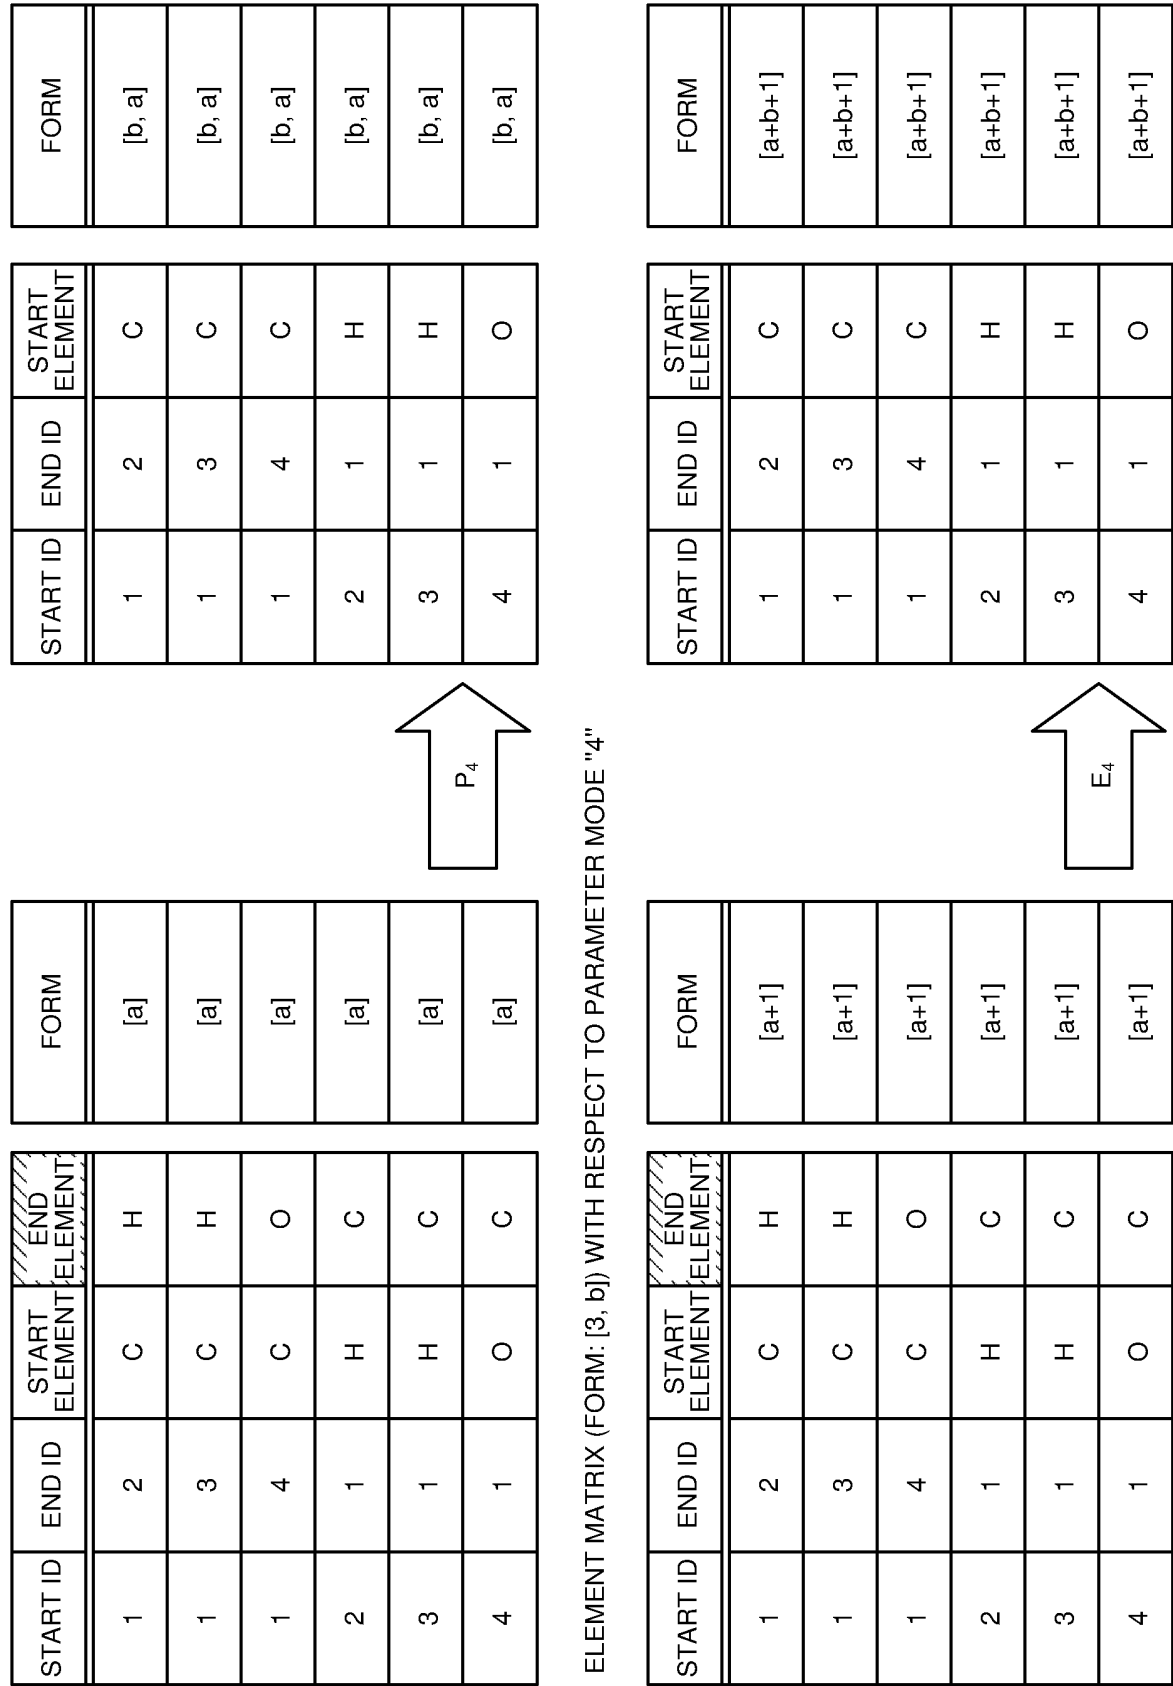 START ID END ID START ELEMENT END ELEMENT FORM
1 2 C H [a]
1 3 C H [a]
1 4 C O [a]
2 1 H C [a]
3 1 H C [a]
4 1 O C [a]
P4
START ID END ID START ELEMENT FORM
1 2 C [b, a]
1 3 C [b, a]
1 4 C [b, a]
2 1 H [b, a]
3 1 H [b, a]
4 1 O [b, a]
ELEMENT MATRIX (FORM: [3, b]) WITH RESPECT TO PARAMETER MODE "4"
START ID END ID START ELEMENT END ELEMENT FORM
1 2 C H [a+1]
1 3 C H [a+1]
1 4 C O [a+1]
2 1 H C [a+1]
3 1 H C [a+1]
4 1 O C [a+1]
E4
START ID END ID START ELEMENT FORM
1 2 C [a+b+1]
1 3 C [a+b+1]
1 4 C [a+b+1]
2 1 H [a+b+1]
3 1 H [a+b+1]
4 1 O [a+b+1]